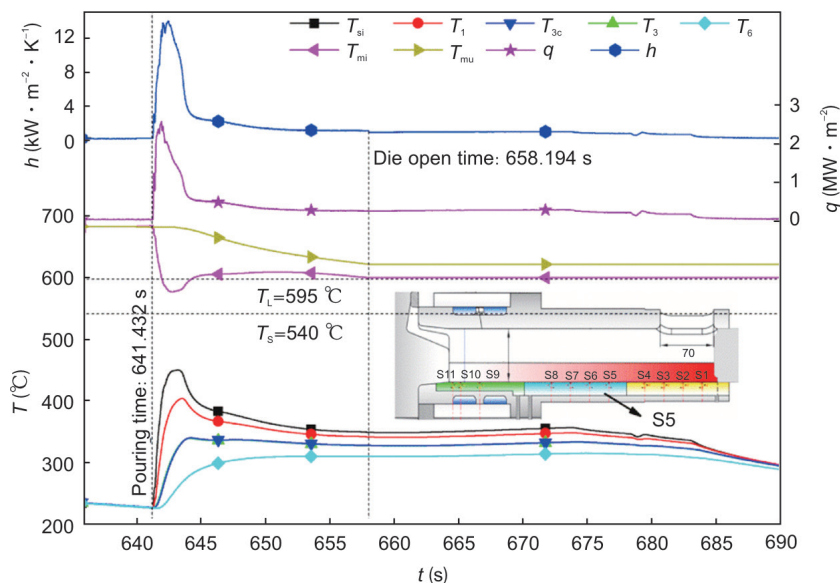 T_si T_1 T_3c T_3 T_6
T_mi T_mu q h
12
8
4
0
h (kW · m⁻² · K⁻¹)
3
2
1
0
q (MW · m⁻²)
Die open time: 658.194 s
700
600
500
400
300
200
T (℃)
T_L=595 ℃
T_S=540 ℃
Pouring time: 641.432 s
70
S11 S10 S9 S8 S7 S6 S5 S4 S3 S2 S1
S5
640 645 650 655 660 665 670 675 680 685 690
t (s)